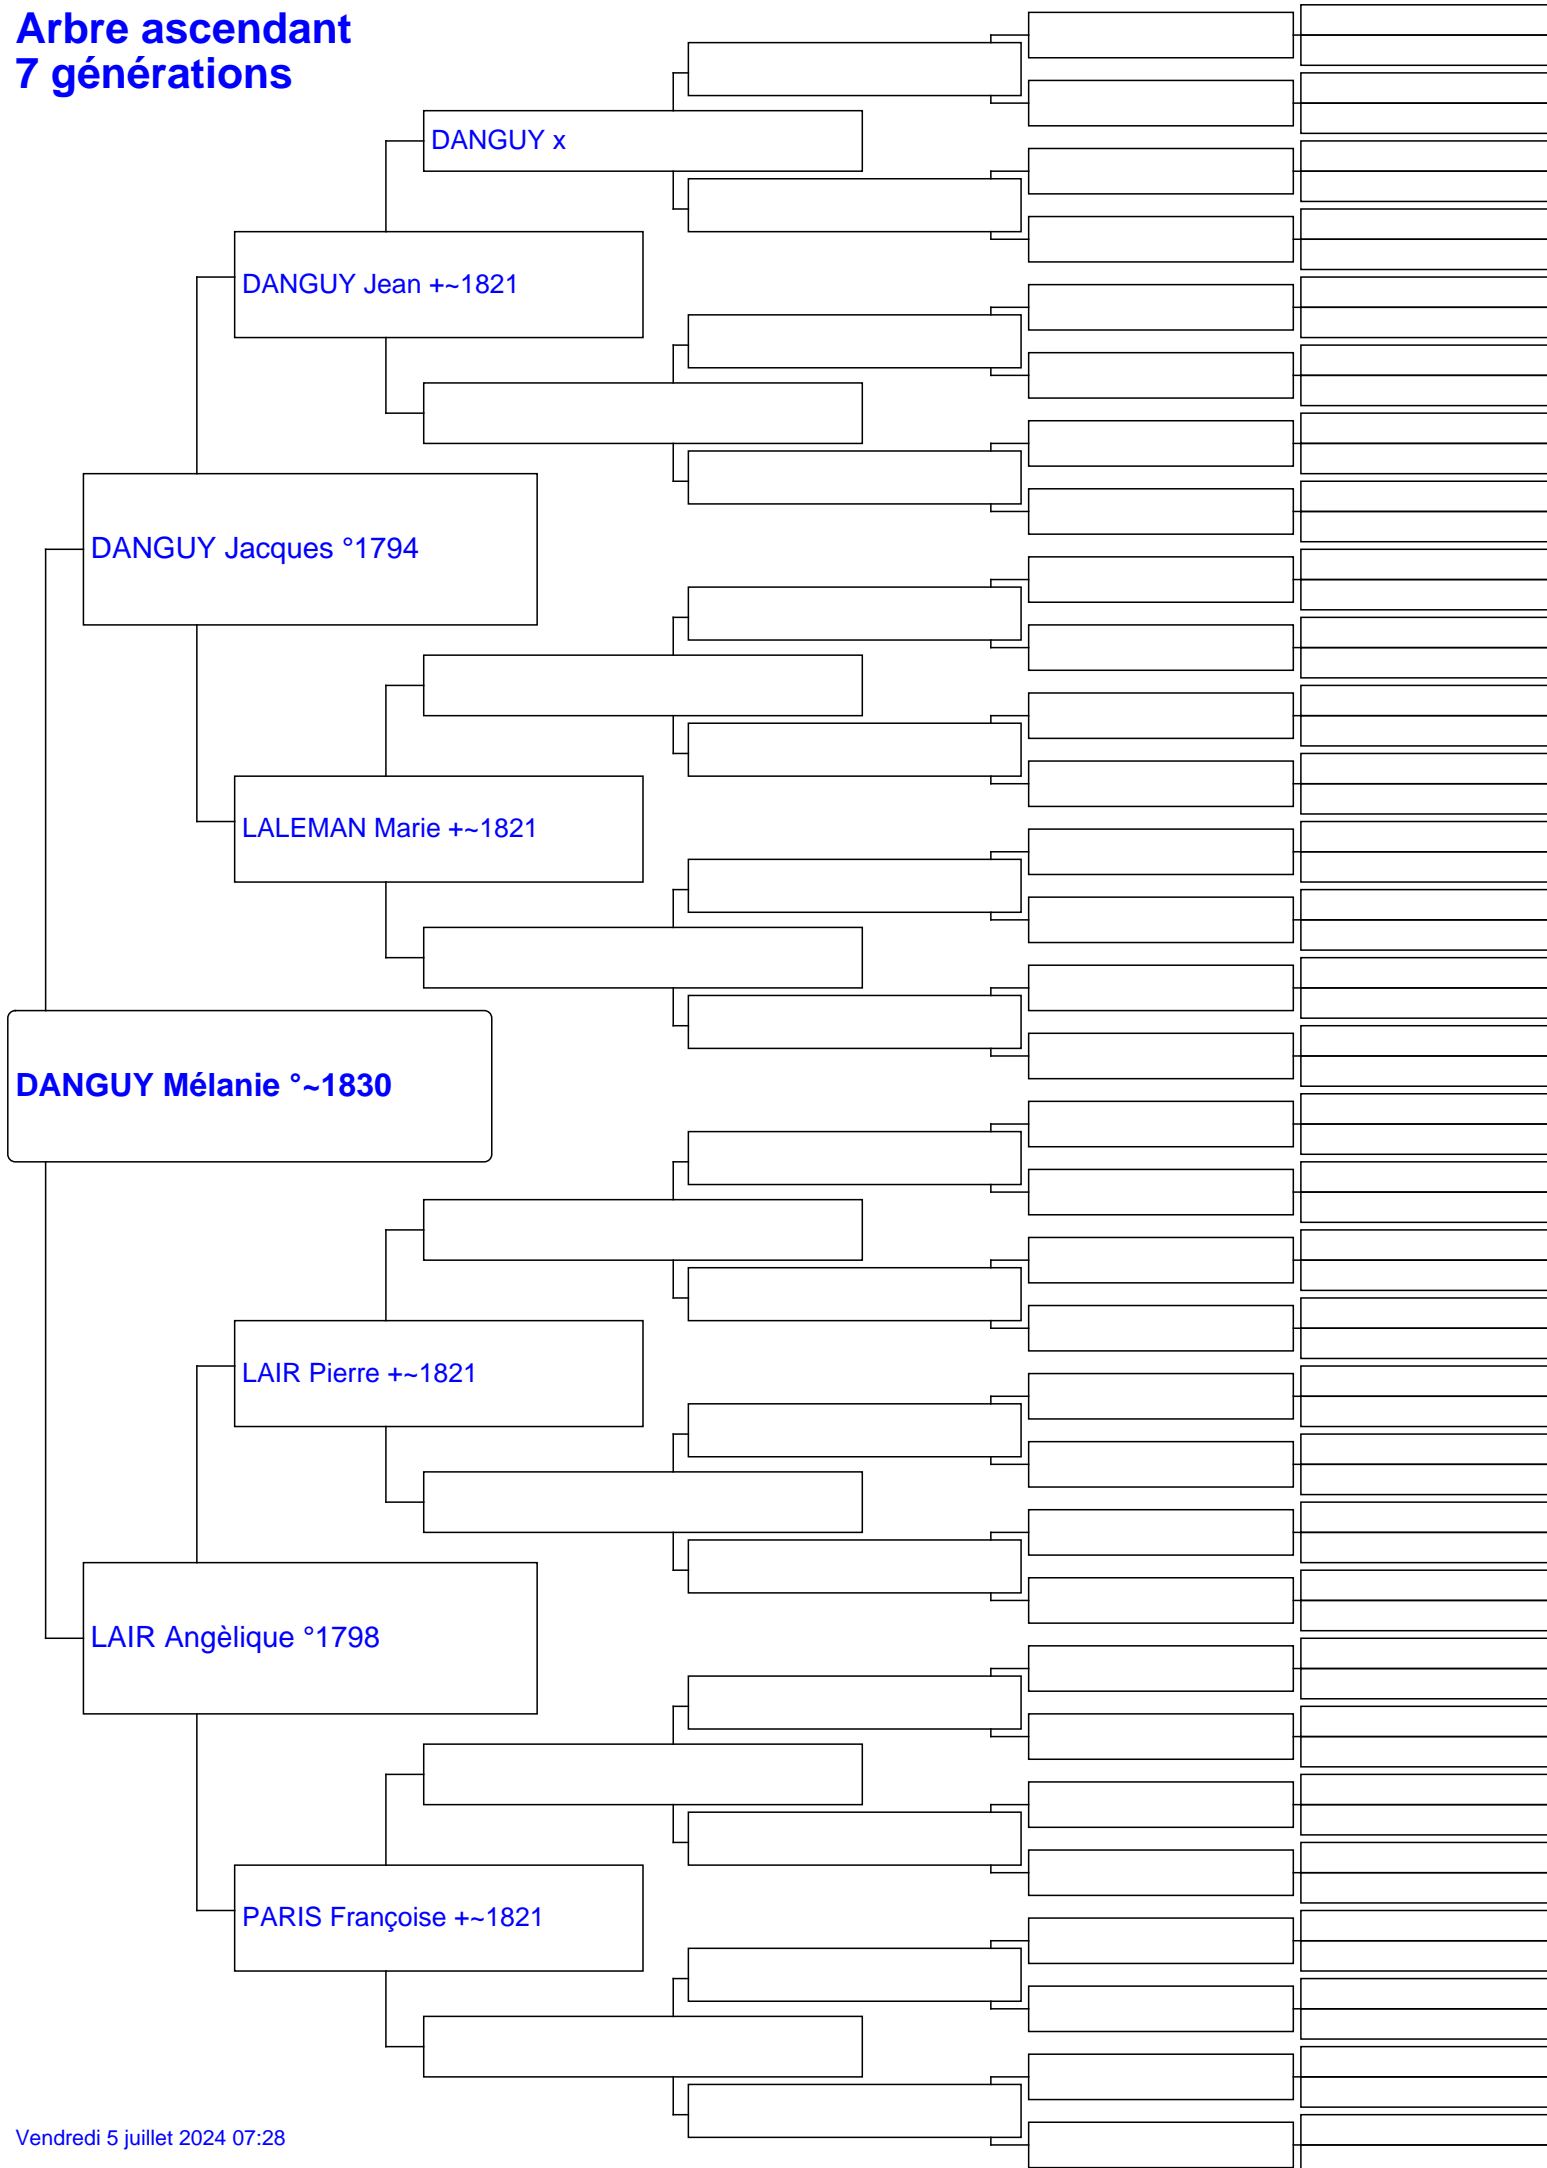 Arbre ascendant
7 générations
DANGUY x
DANGUY Jean +~1821
DANGUY Jacques °1794
LALEMAN Marie +~1821
DANGUY Mélanie °~1830
LAIR Pierre +~1821
LAIR Angèlique °1798
PARIS Françoise +~1821
Vendredi 5 juillet 2024 07:28